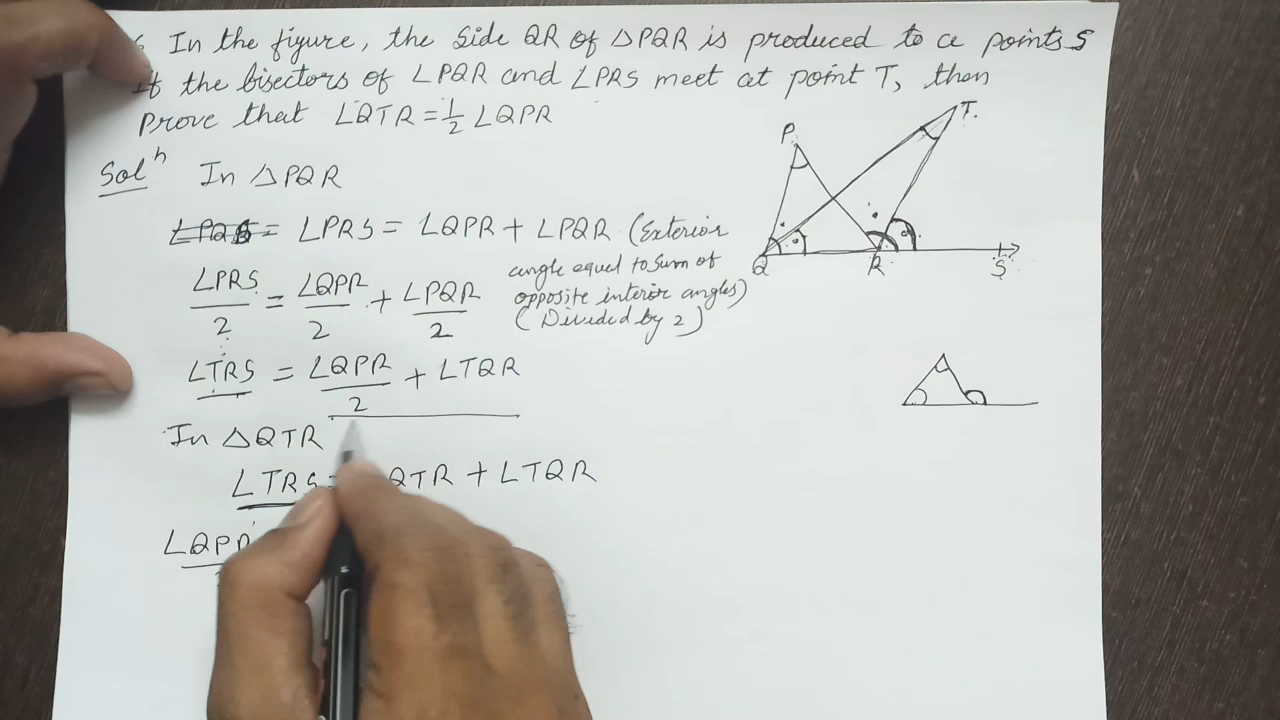 In the figure, the Side QR of △PQR is produced to a points S
If the bisectors of ∠PQR and ∠PRS meet at point T, then
Prove that ∠QTR = 1/2 ∠QPR
Solⁿ In △PQR
∠PRS = ∠QPR + ∠PQR (Exterior
angle equal to sum of
opposite interior angles)
∠PRS/2 = ∠QPR/2 + ∠PQR/2 (Divided by 2)
∠TRS = ∠QPR/2 + ∠TQR
In △QTR
∠TRS = QTR + ∠TQR
∠QPR
P
T
Q
R
S